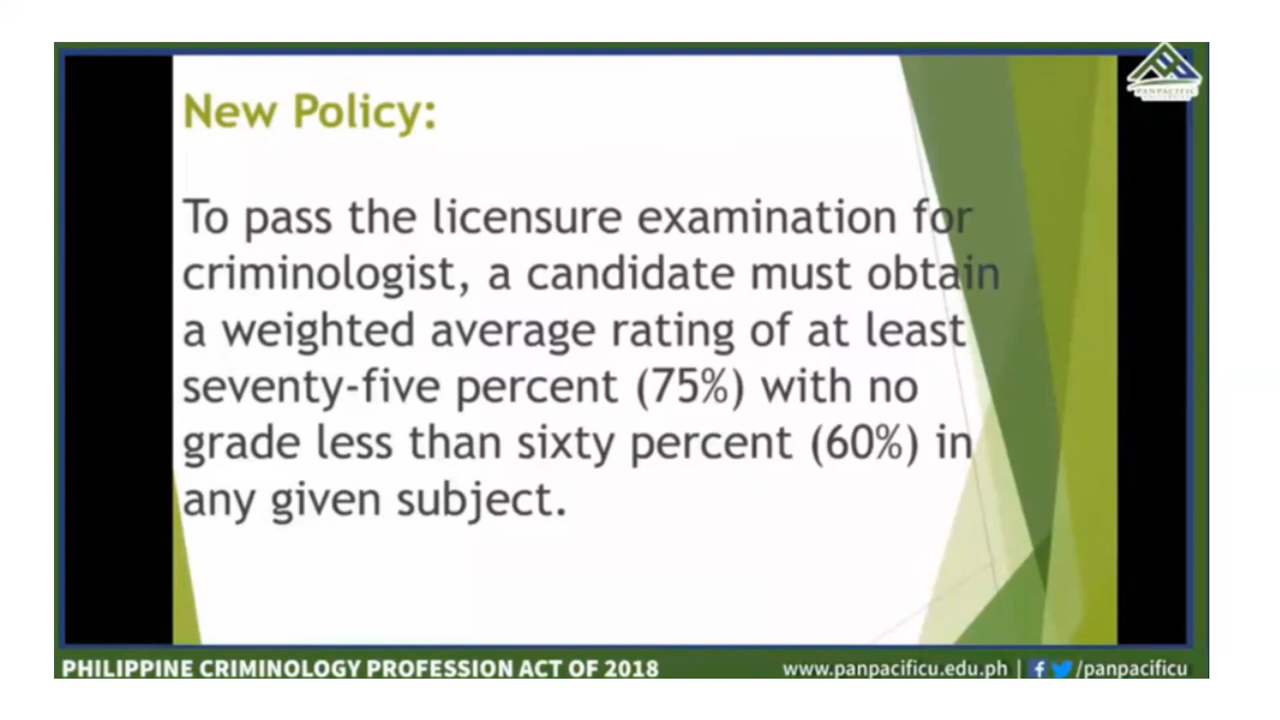 PANPACIFIC
New Policy:
To pass the licensure examination for
criminologist, a candidate must obtain
a weighted average rating of at least
seventy-five percent (75%) with no
grade less than sixty percent (60%) in
any given subject.
PHILIPPINE CRIMINOLOGY PROFESSION ACT OF 2018
www.panpacificu.edu.ph | /panpacificu